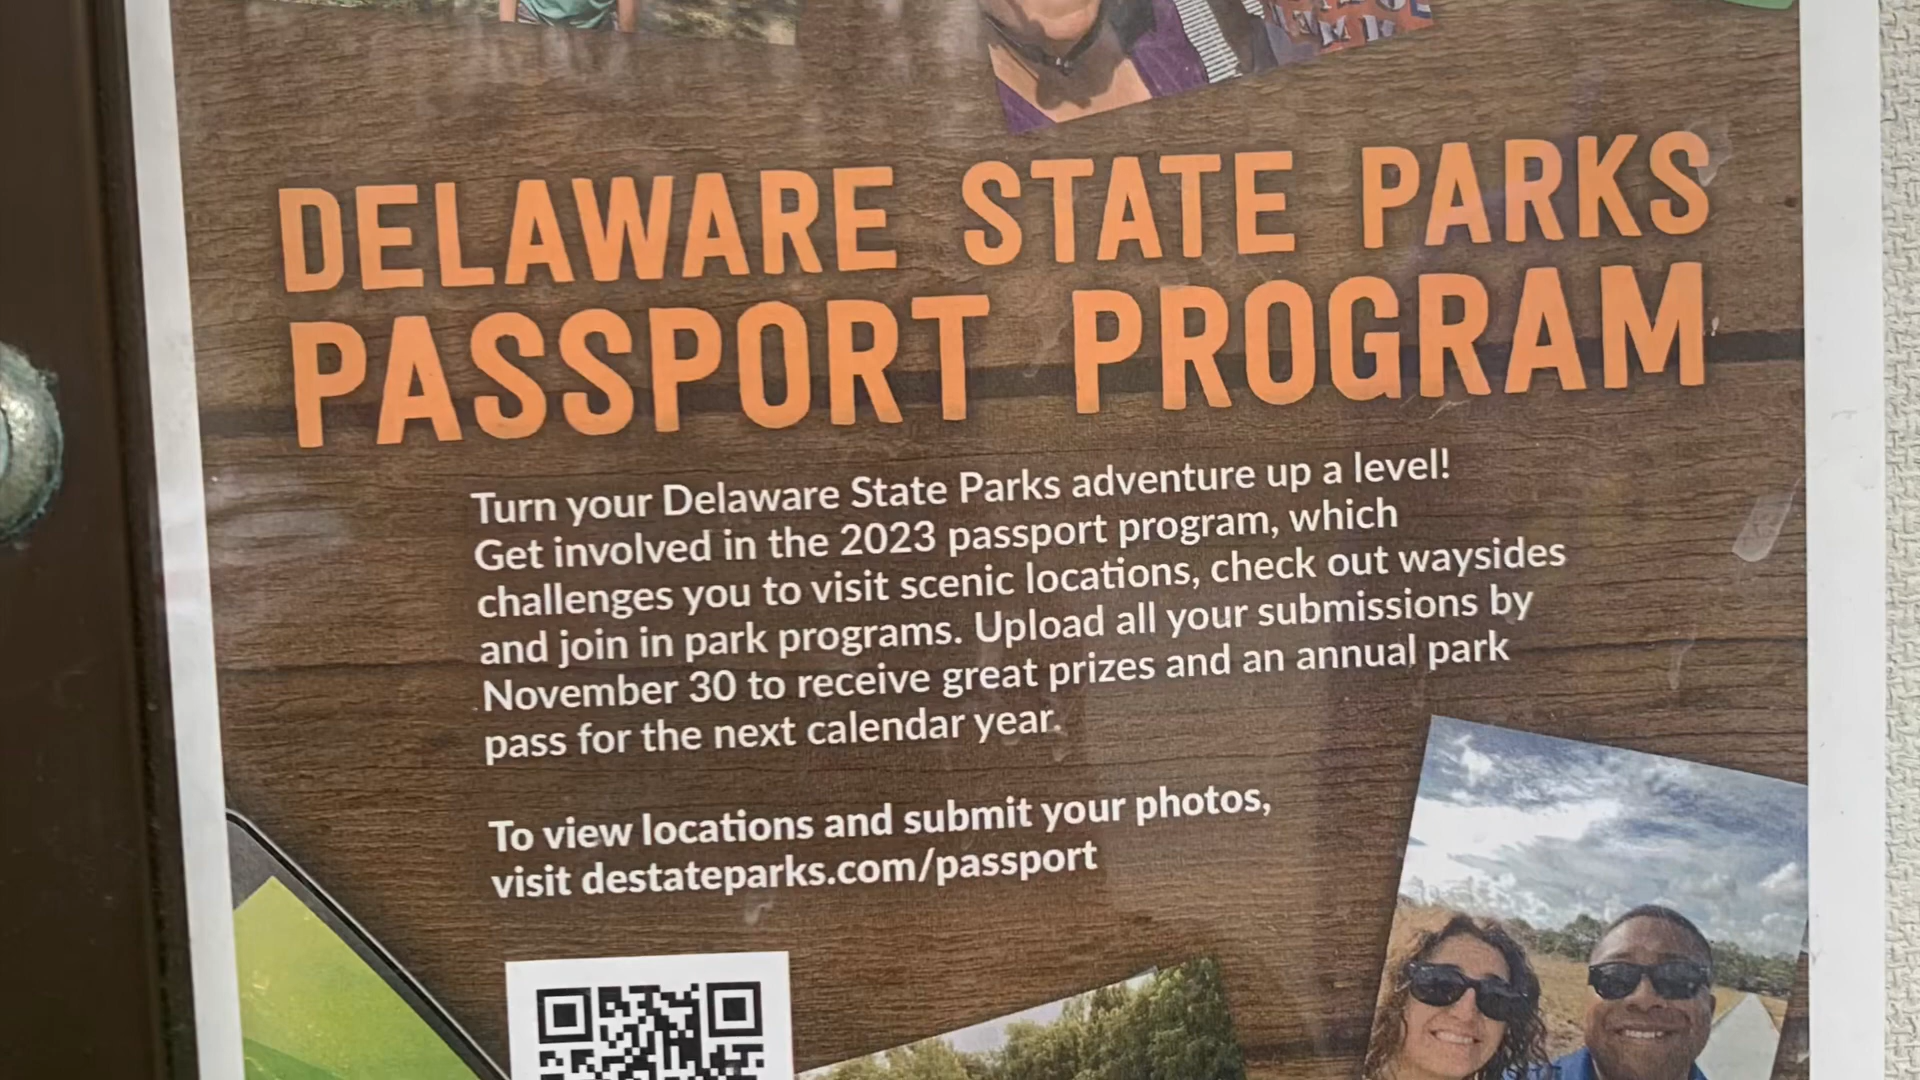 DELAWARE STATE PARKS
PASSPORT PROGRAM
Turn your Delaware State Parks adventure up a level!
Get involved in the 2023 passport program, which
challenges you to visit scenic locations, check out waysides
and join in park programs. Upload all your submissions by
November 30 to receive great prizes and an annual park
pass for the next calendar year.
To view locations and submit your photos,
visit destateparks.com/passport